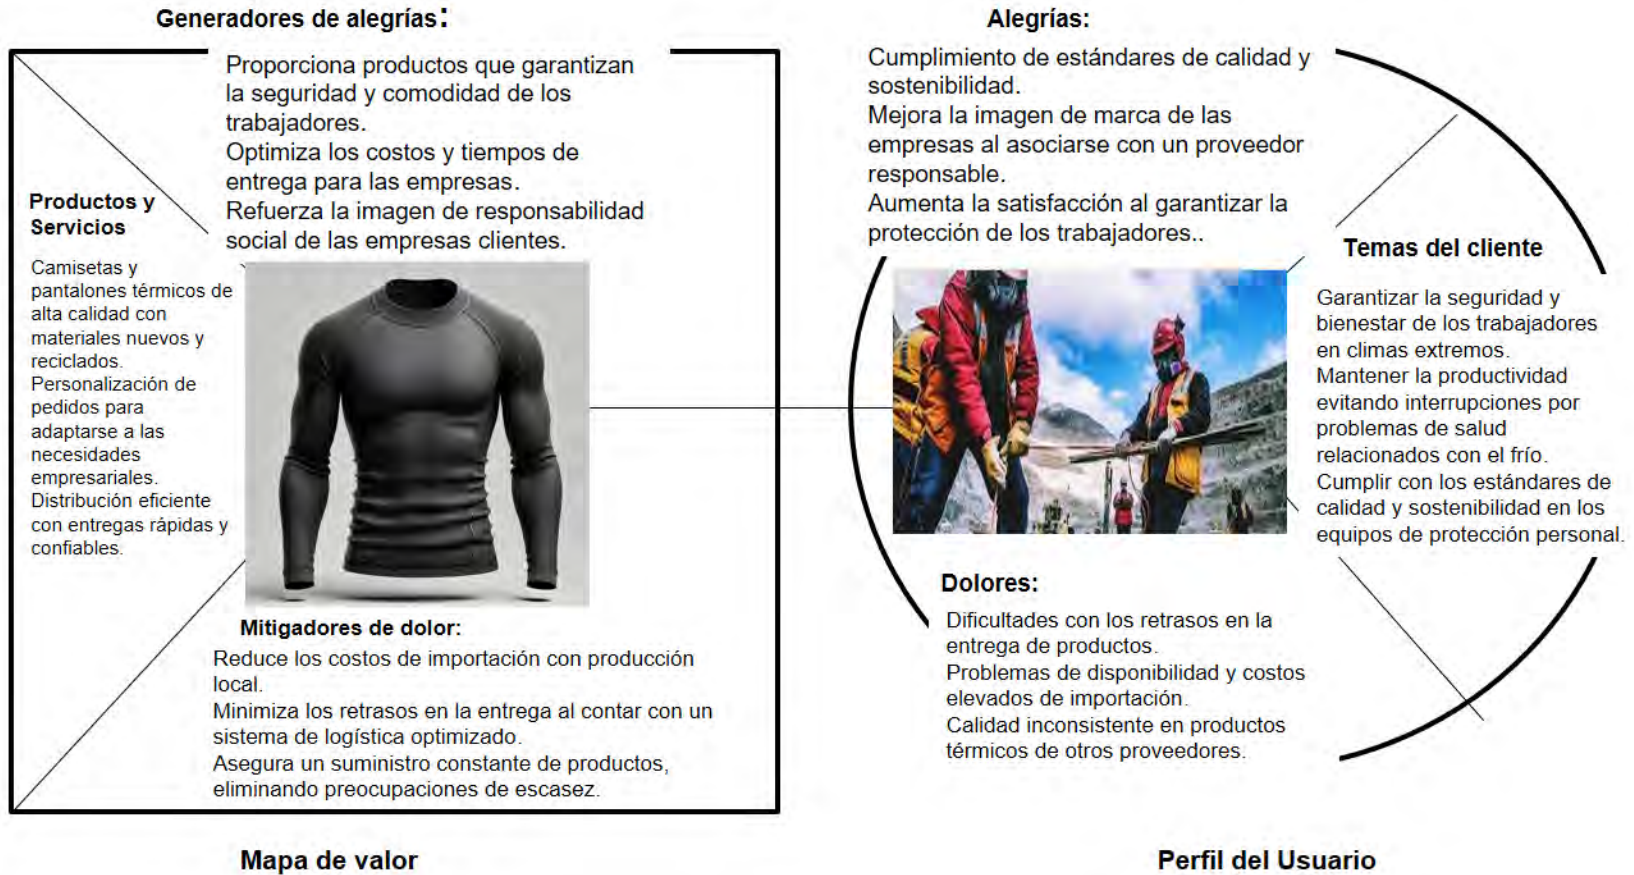 Generadores de alegrías:
Proporciona productos que garantizan
la seguridad y comodidad de los
trabajadores.
Optimiza los costos y tiempos de
entrega para las empresas.
Refuerza la imagen de responsabilidad
social de las empresas clientes.
Productos y
Servicios
Camisetas y
pantalones térmicos de
alta calidad con
materiales nuevos y
reciclados.
Personalización de
pedidos para
adaptarse a las
necesidades
empresariales.
Distribución eficiente
con entregas rápidas y
confiables.
Mitigadores de dolor:
Reduce los costos de importación con producción
local.
Minimiza los retrasos en la entrega al contar con un
sistema de logística optimizado.
Asegura un suministro constante de productos,
eliminando preocupaciones de escasez.
Mapa de valor
Alegrías:
Cumplimiento de estándares de calidad y
sostenibilidad.
Mejora la imagen de marca de las
empresas al asociarse con un proveedor
responsable.
Aumenta la satisfacción al garantizar la
protección de los trabajadores..
Temas del cliente
Garantizar la seguridad y
bienestar de los trabajadores
en climas extremos.
Mantener la productividad
evitando interrupciones por
problemas de salud
relacionados con el frío.
Cumplir con los estándares de
calidad y sostenibilidad en los
equipos de protección personal.
Dolores:
Dificultades con los retrasos en la
entrega de productos.
Problemas de disponibilidad y costos
elevados de importación.
Calidad inconsistente en productos
térmicos de otros proveedores.
Perfil del Usuario